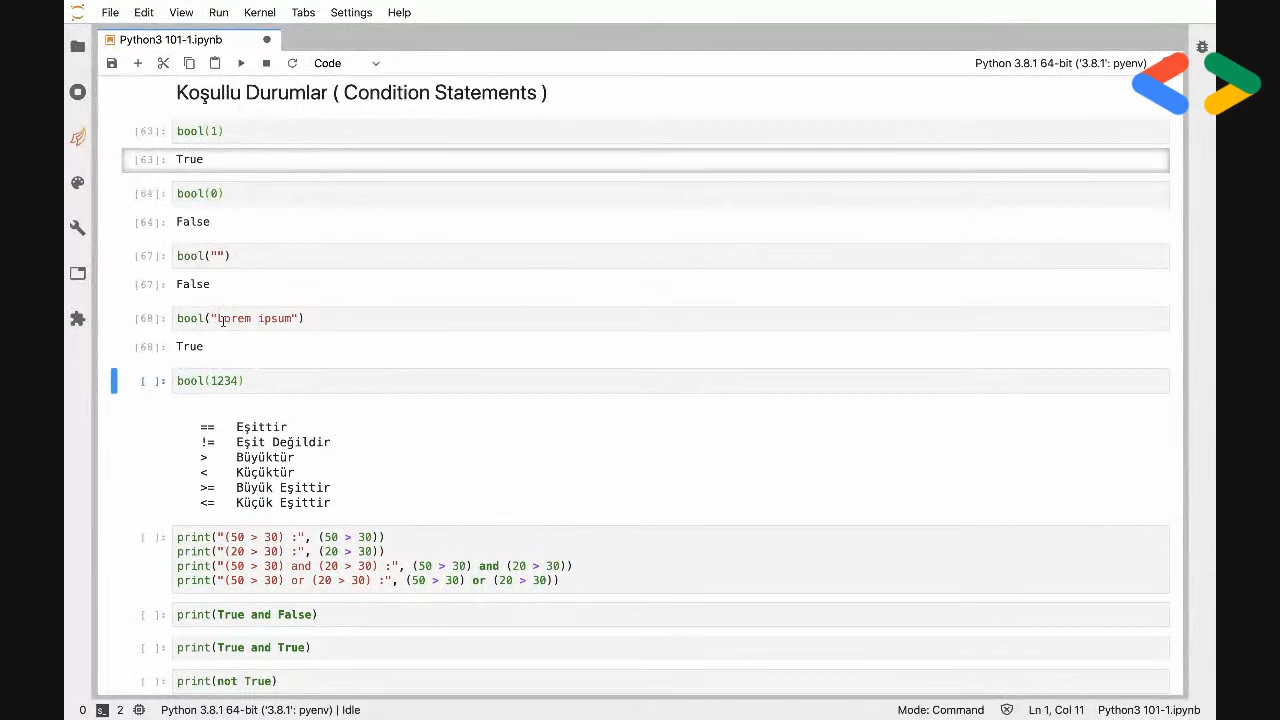 File Edit View Run Kernel Tabs Settings Help
Python3 101-1.ipynb
Code
Python 3.8.1 64-bit ('3.8.1': pyenv)
Koşullu Durumlar ( Condition Statements )
[63]: bool(1)
[63]: True
[64]: bool(0)
[64]: False
[67]: bool("")
[67]: False
[68]: bool("Lorem ipsum")
[68]: True
[ ]: bool(1234)
== Eşittir
!= Eşit Değildir
> Büyüktür
< Küçüktür
>= Büyük Eşittir
<= Küçük Eşittir
[ ]: print("(50 > 30) :", (50 > 30))
print("(20 > 30) :", (20 > 30))
print("(50 > 30) and (20 > 30) :", (50 > 30) and (20 > 30))
print("(50 > 30) or (20 > 30) :", (50 > 30) or (20 > 30))
[ ]: print(True and False)
[ ]: print(True and True)
[ ]: print(not True)
0 2 Python 3.8.1 64-bit ('3.8.1': pyenv) | Idle Mode: Command Ln 1, Col 11 Python3 101-1.ipynb